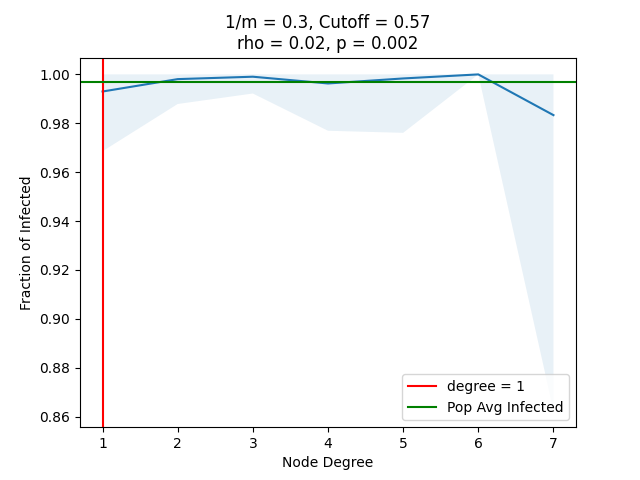 1/m = 0.3, Cutoff = 0.57
rho = 0.02, p = 0.002
1.00
0.98
0.96
0.94
0.92
0.90
0.88
0.86
Fraction of Infected
degree = 1
Pop Avg Infected
1 2 3 4 5 6 7
Node Degree